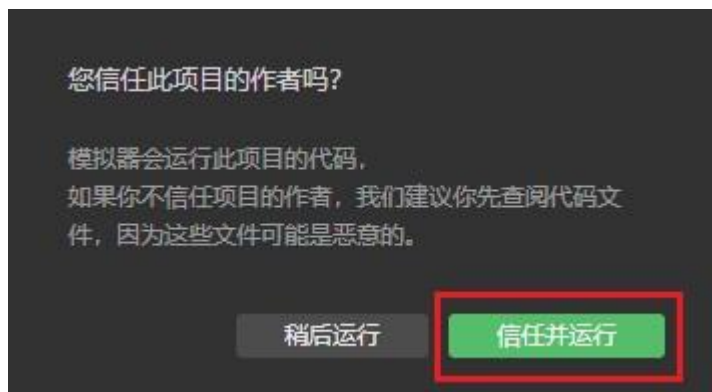 您信任此项目的作者吗?
模拟器会运行此项目的代码,
如果你不信任项目的作者，我们建议你先查阅代码文
件，因为这些文件可能是恶意的。
稍后运行
信任并运行